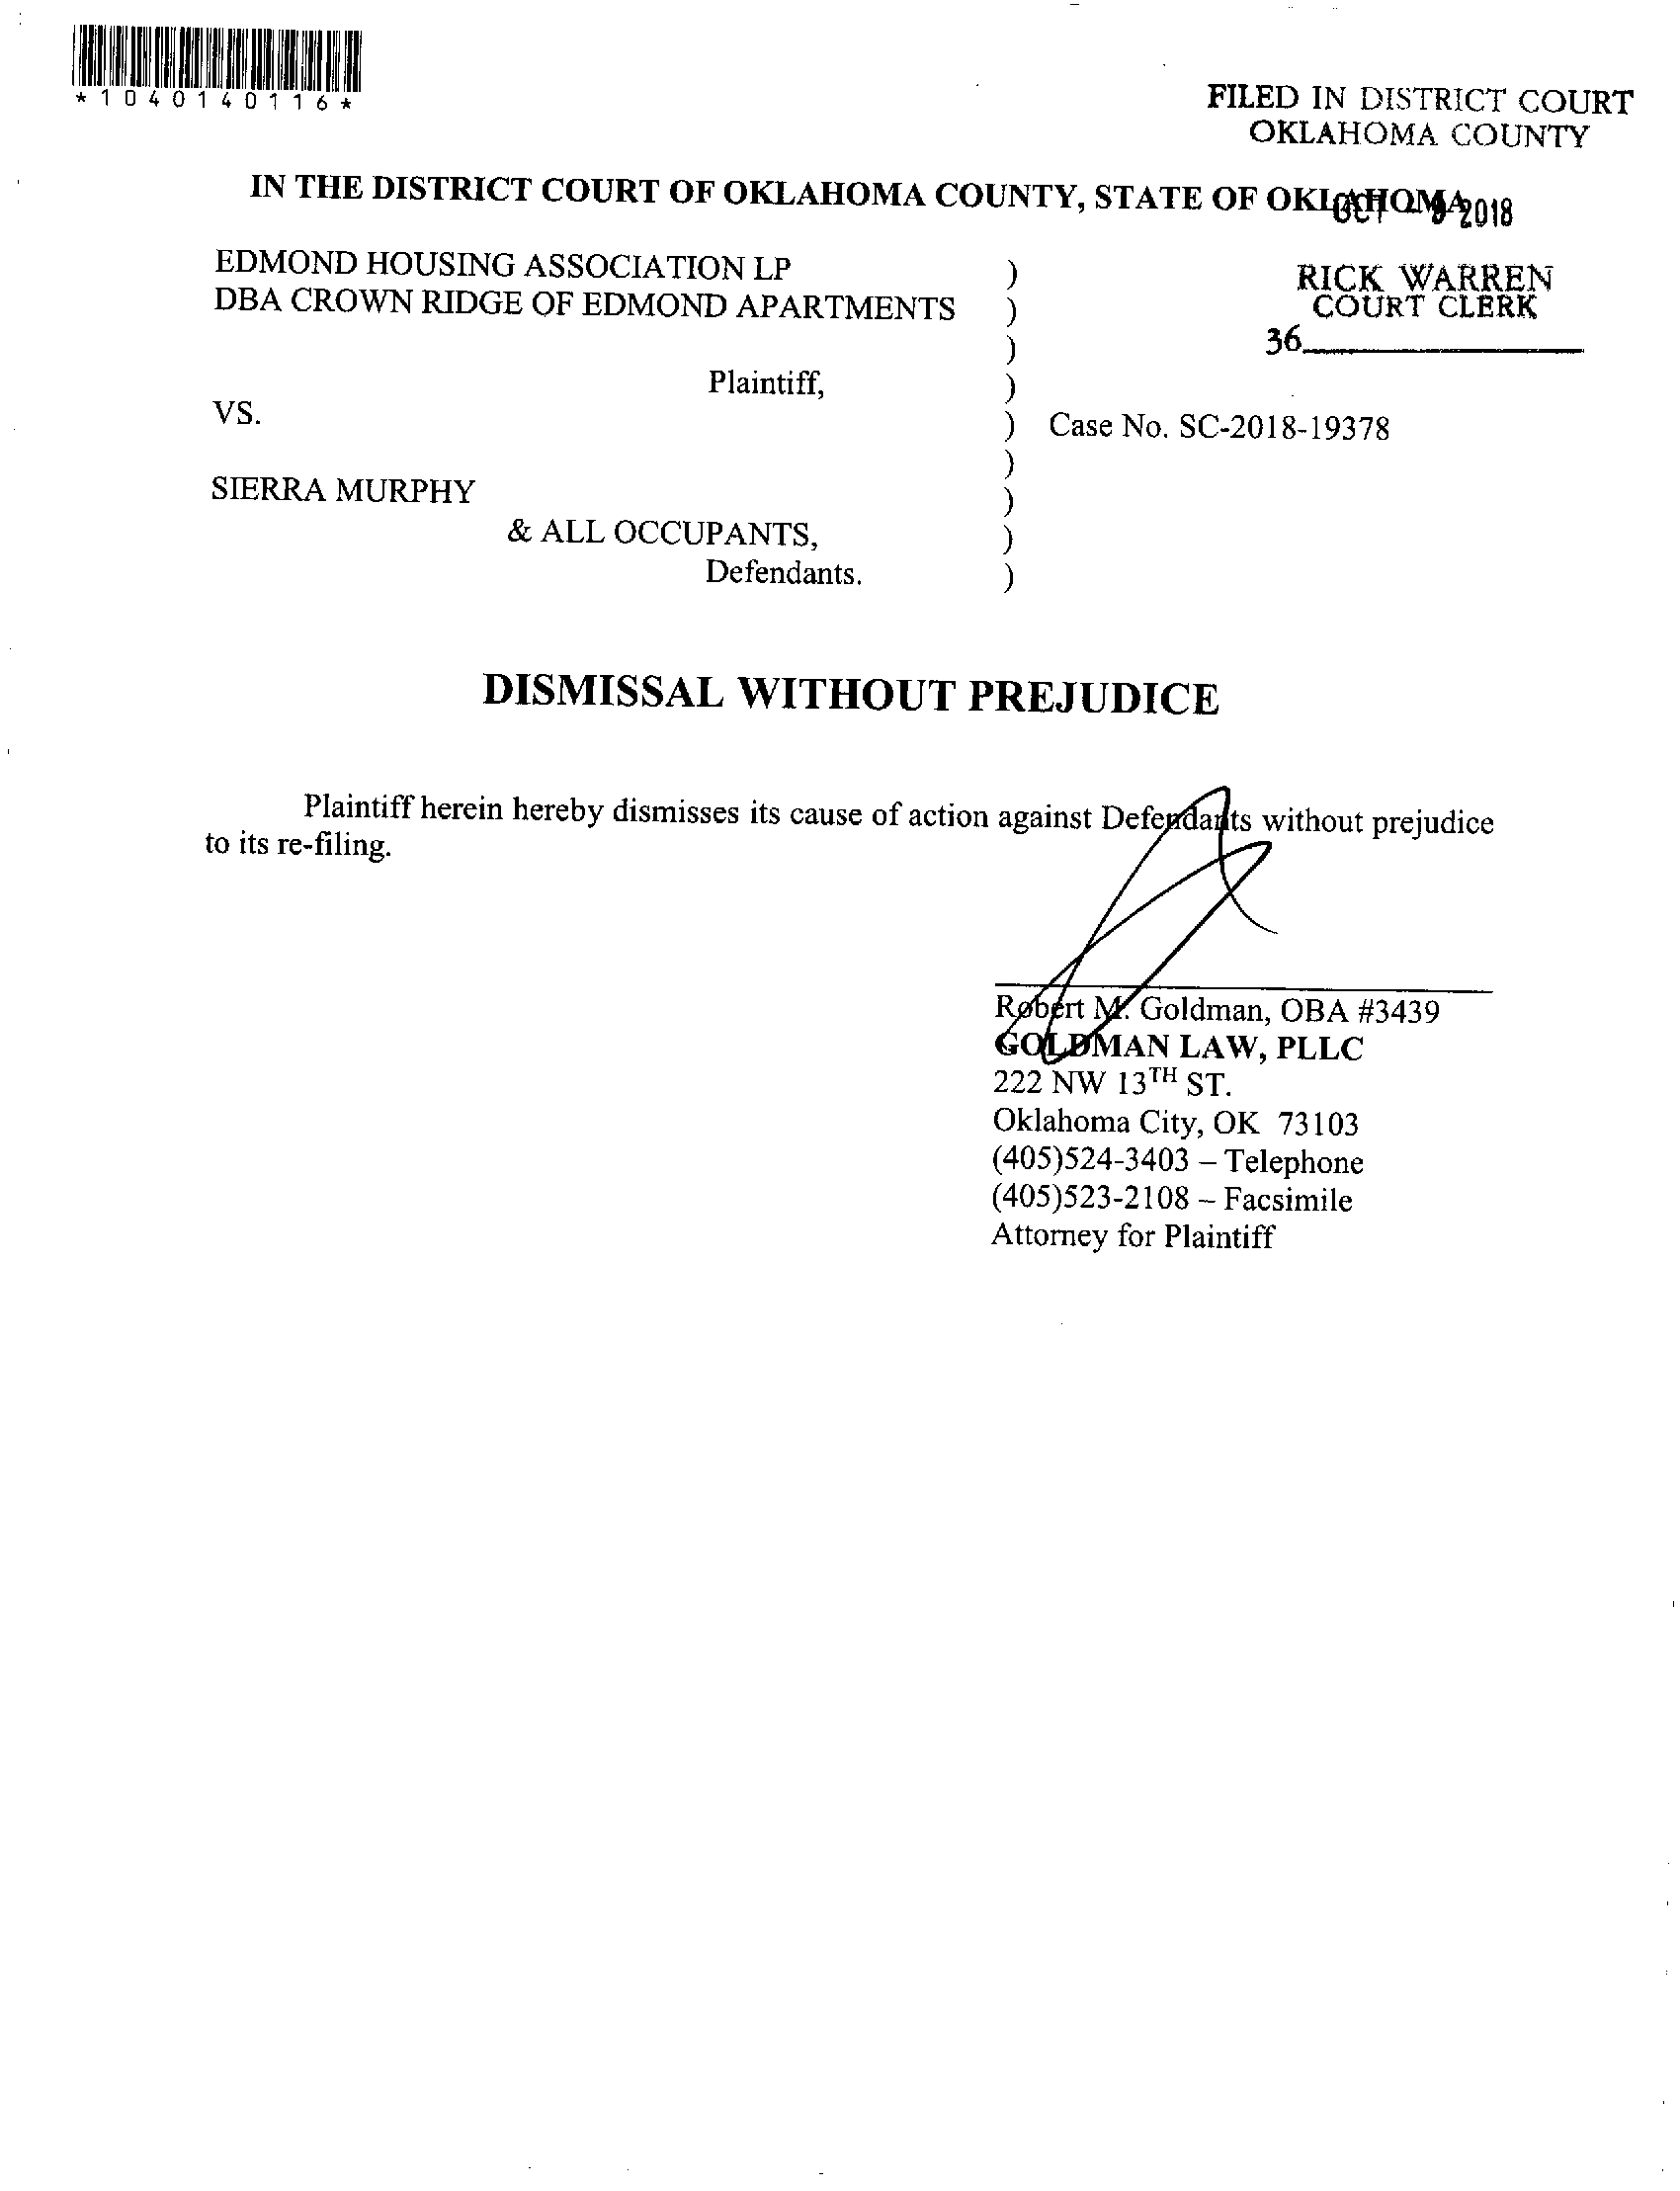 *1040140116*
FILED IN DISTRICT COURT
OKLAHOMA COUNTY
IN THE DISTRICT COURT OF OKLAHOMA COUNTY, STATE OF OKLAHOMA
OCT - 9 2018
EDMOND HOUSING ASSOCIATION LP )
DBA CROWN RIDGE OF EDMOND APARTMENTS )
RICK WARREN
COURT CLERK
36
)
Plaintiff, )
VS. ) Case No. SC-2018-19378
)
SIERRA MURPHY )
& ALL OCCUPANTS, )
Defendants. )
DISMISSAL WITHOUT PREJUDICE
Plaintiff herein hereby dismisses its cause of action against Defendants without prejudice
to its re-filing.
Robert M. Goldman, OBA #3439
GOLDMAN LAW, PLLC
222 NW 13TH ST.
Oklahoma City, OK 73103
(405)524-3403 – Telephone
(405)523-2108 – Facsimile
Attorney for Plaintiff